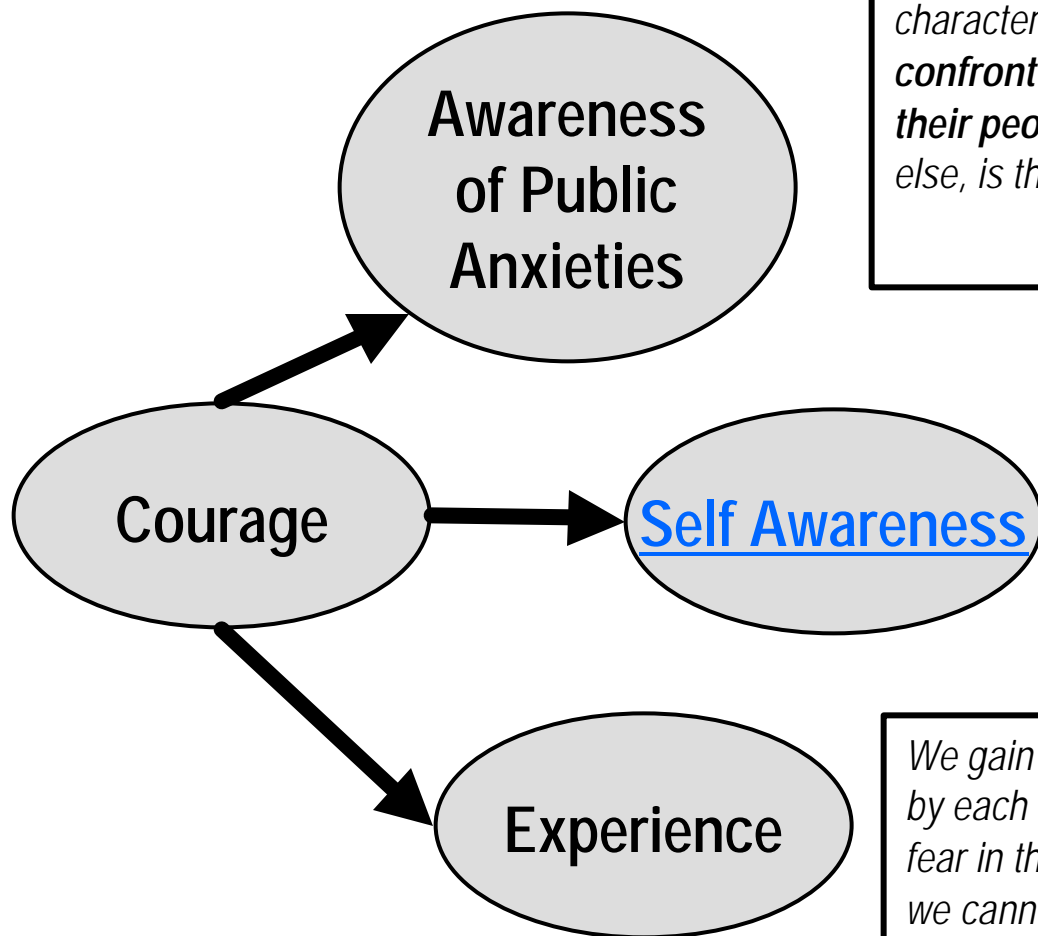 character
confront
their peo
else, is th
Awareness
of Public
Anxieties
Courage
Self Awareness
Experience
We gain
by each
fear in th
we cann